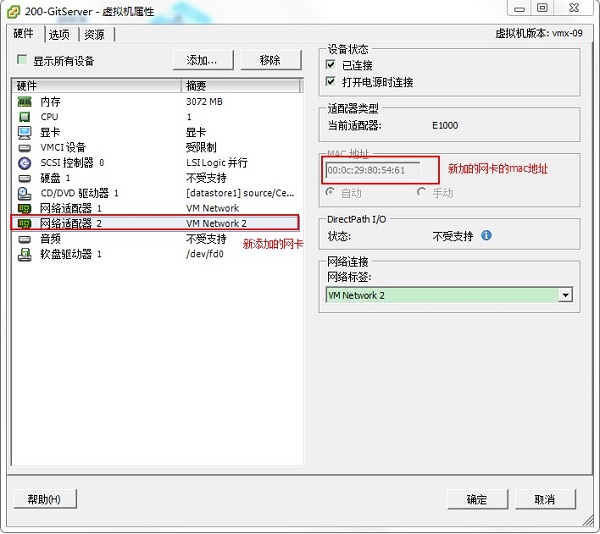 200-GitServer - 虚拟机属性
硬件 选项 资源 虚拟机版本: vmx-09
显示所有设备 添加... 移除
硬件 摘要
内存 3072 MB
CPU 1
显卡 显卡
VMCI 设备 受限制
SCSI 控制器 0 LSI Logic 并行
硬盘 1 不受支持
CD/DVD 驱动器 1 [datastore1] source/Ce...
网络适配器 1 VM Network
网络适配器 2 VM Network 2
音频 不受支持
新添加的网卡
软盘驱动器 1 /dev/fd0
设备状态
已连接
打开电源时连接
适配器类型
当前适配器: E1000
MAC 地址
00:0c:29:80:54:61 新加的网卡的mac地址
自动 手动
DirectPath I/O
状态: 不受支持
网络连接
网络标签:
VM Network 2
帮助(H) 确定 取消